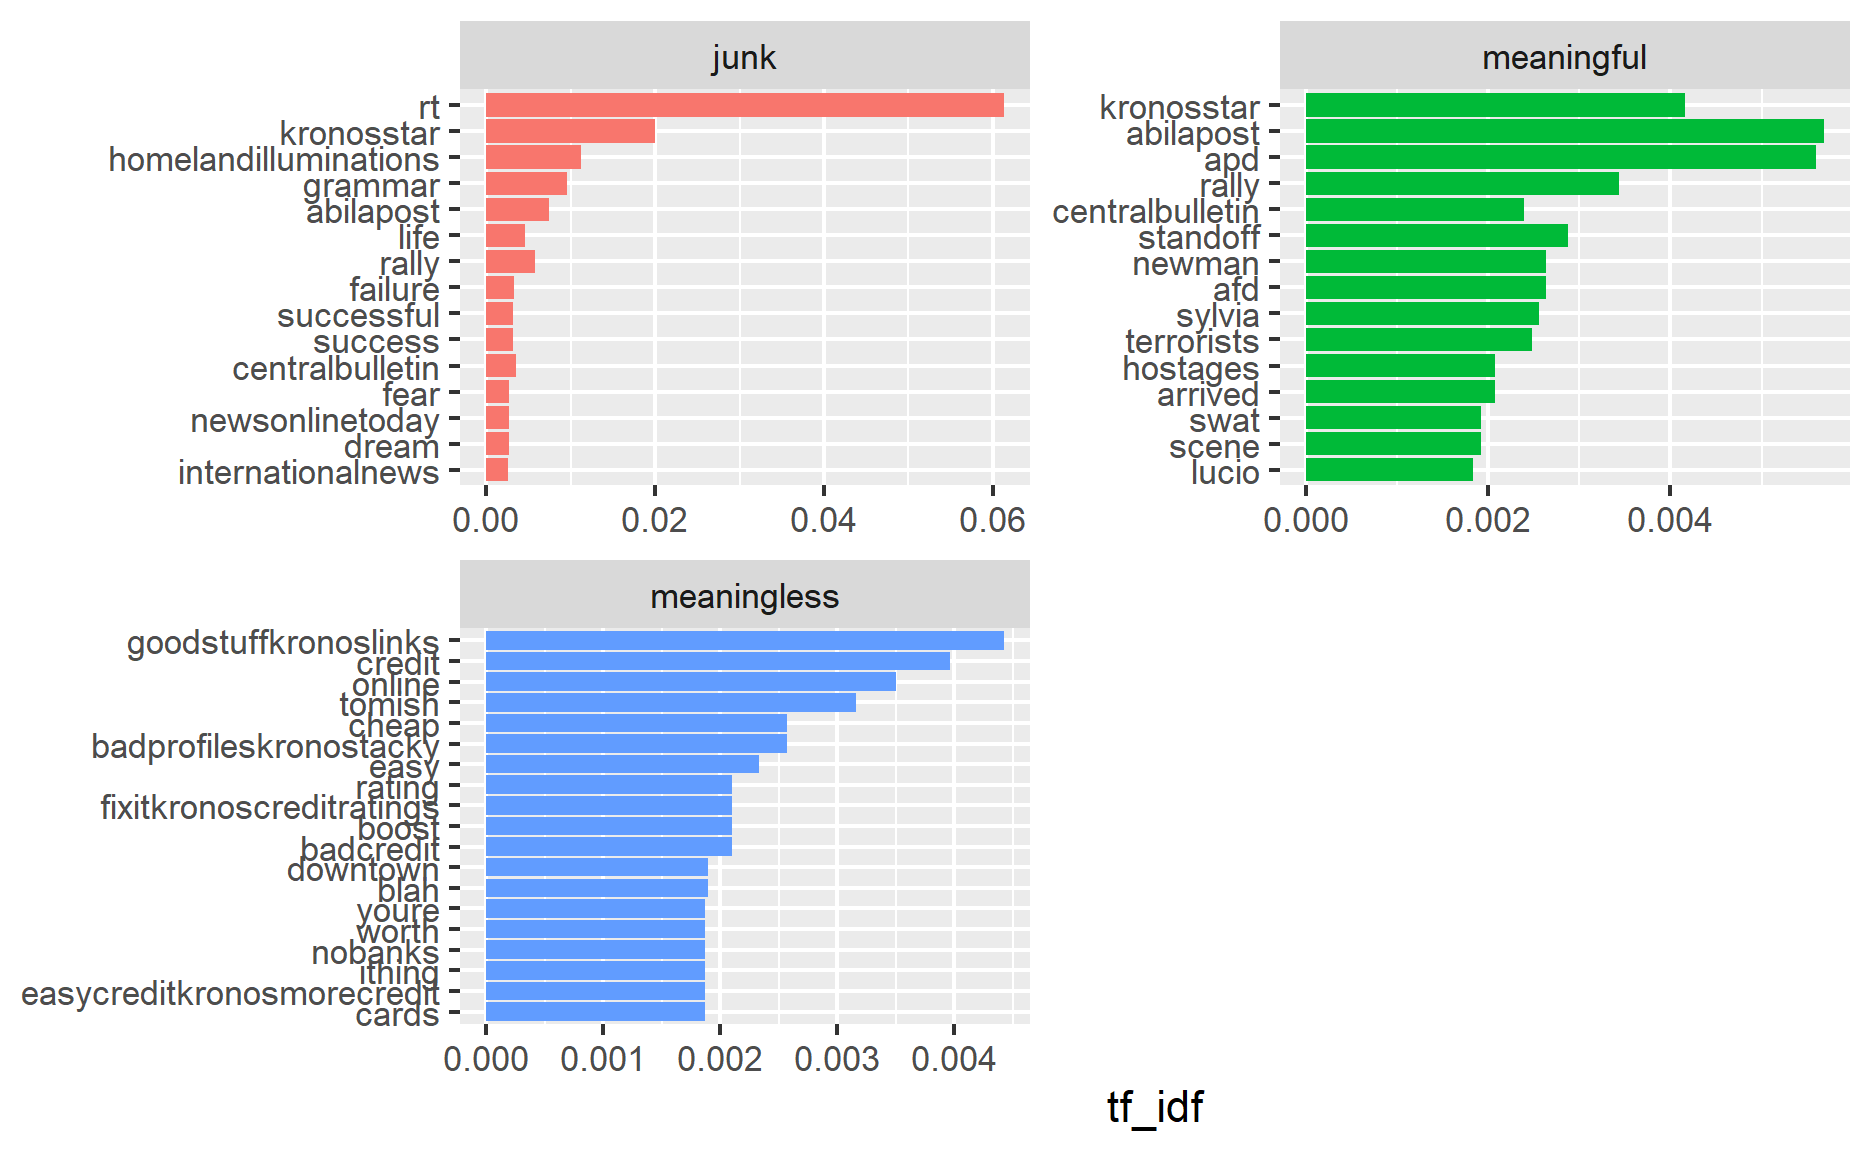 junk
rt
kronosstar
homelandilluminations
grammar
abilapost
life
rally
failure
successful
success
centralbulletin
fear
newsonlinetoday
dream
internationalnews
0.00 0.02 0.04 0.06
meaningful
kronosstar
abilapost
apd
rally
centralbulletin
standoff
newman
afd
sylvia
terrorists
hostages
arrived
swat
scene
lucio
0.000 0.002 0.004
meaningless
goodstuffkronoslinks
credit
online
tomish
cheap
badprofileskronostacky
easy
rating
fixitkronoscreditratings
boost
badcredit
downtown
blah
youre
worth
nobanks
ithing
easycreditkronosmorecredit
cards
0.000 0.001 0.002 0.003 0.004
tf_idf